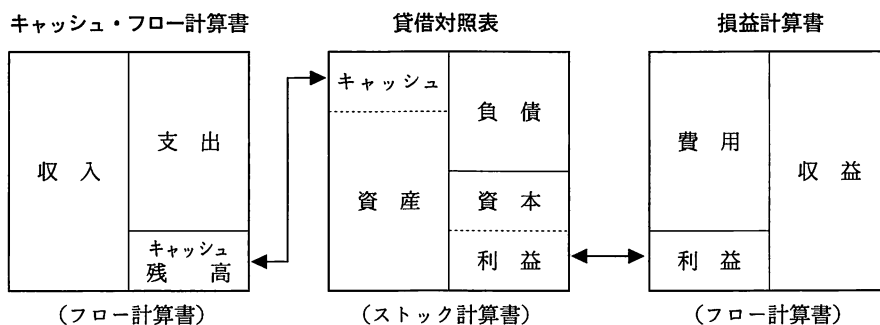 キャッシュ・フロー計算書
収入
支出
キャッシュ
残高
(フロー計算書)
貸借対照表
キャッシュ
資産
負債
資本
利益
(ストック計算書)
損益計算書
費用
利益
収益
(フロー計算書)